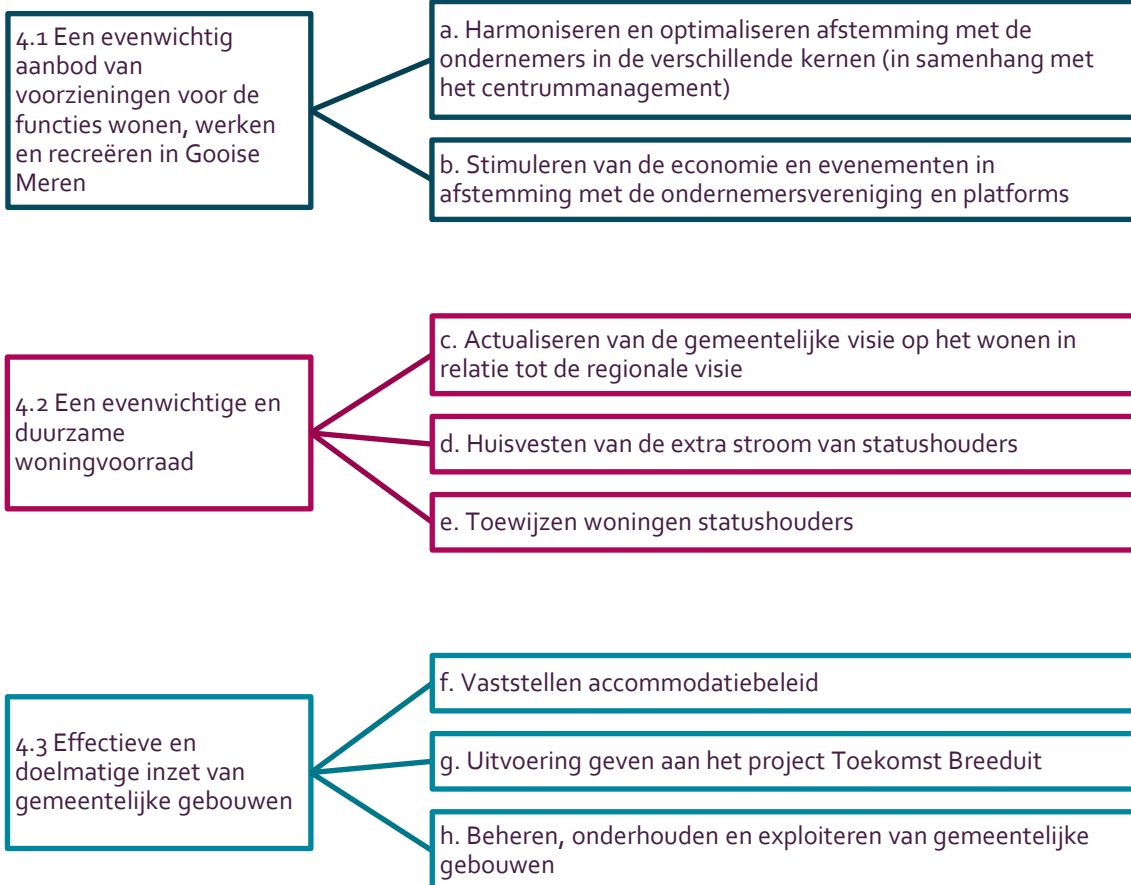 4.1 Een evenwichtig
aanbod van
voorzieningen voor de
functies wonen, werken
en recreëren in Gooise
Meren
a. Harmoniseren en optimaliseren afstemming met de
ondernemers in de verschillende kernen (in samenhang met
het centrummanagement)
b. Stimuleren van de economie en evenementen in
afstemming met de ondernemersvereniging en platforms
4.2 Een evenwichtige en
duurzame
woningvoorraad
c. Actualiseren van de gemeentelijke visie op het wonen in
relatie tot de regionale visie
d. Huisvesten van de extra stroom van statushouders
e. Toewijzen woningen statushouders
4.3 Effectieve en
doelmatige inzet van
gemeentelijke gebouwen
f. Vaststellen accommodatiebeleid
g. Uitvoering geven aan het project Toekomst Breeduit
h. Beheren, onderhouden en exploiteren van gemeentelijke
gebouwen